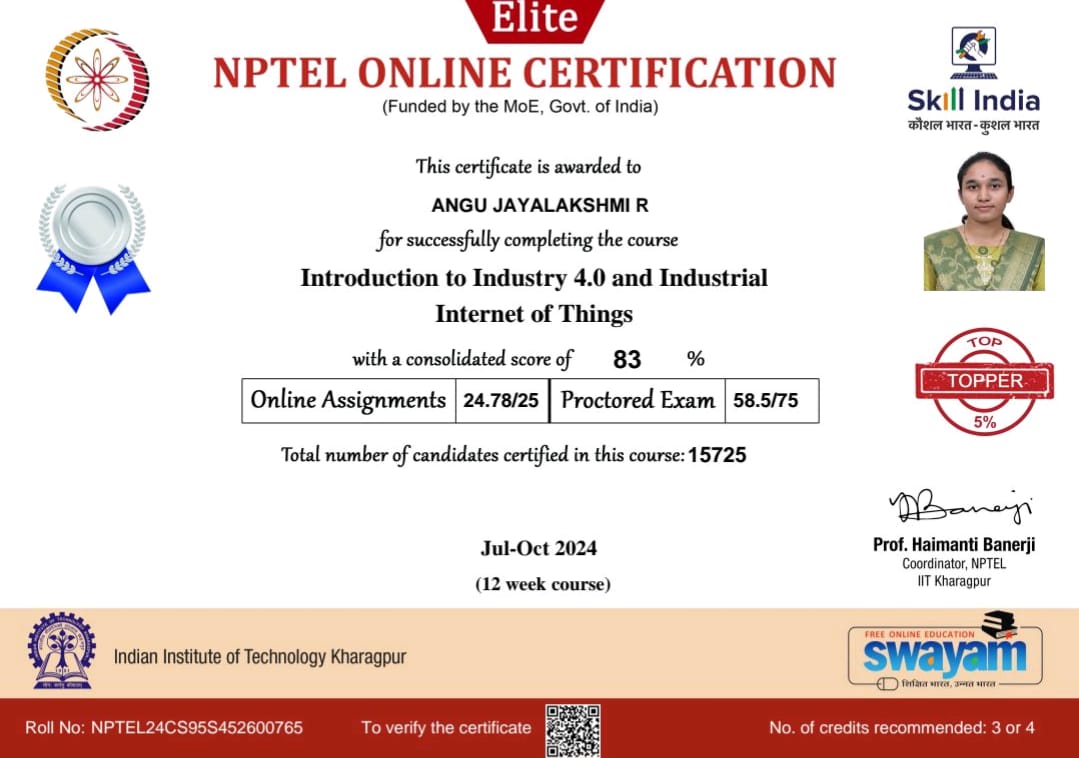 Elite
NPTEL ONLINE CERTIFICATION
(Funded by the MoE, Govt. of India)
Skill India
कौशल भारत - कुशल भारत
This certificate is awarded to
ANGU JAYALAKSHMI R
for successfully completing the course
Introduction to Industry 4.0 and Industrial
Internet of Things
with a consolidated score of 83 %
Online Assignments 24.78/25 Proctored Exam 58.5/75
TOP
TOPPER
5%
Total number of candidates certified in this course: 15725
Jul-Oct 2024
(12 week course)
Prof. Haimanti Banerji
Coordinator, NPTEL
IIT Kharagpur
Indian Institute of Technology Kharagpur
FREE ONLINE EDUCATION
swayam
शिक्षित भारत, उन्नत भारत
Roll No: NPTEL24CS95S452600765 To verify the certificate No. of credits recommended: 3 or 4